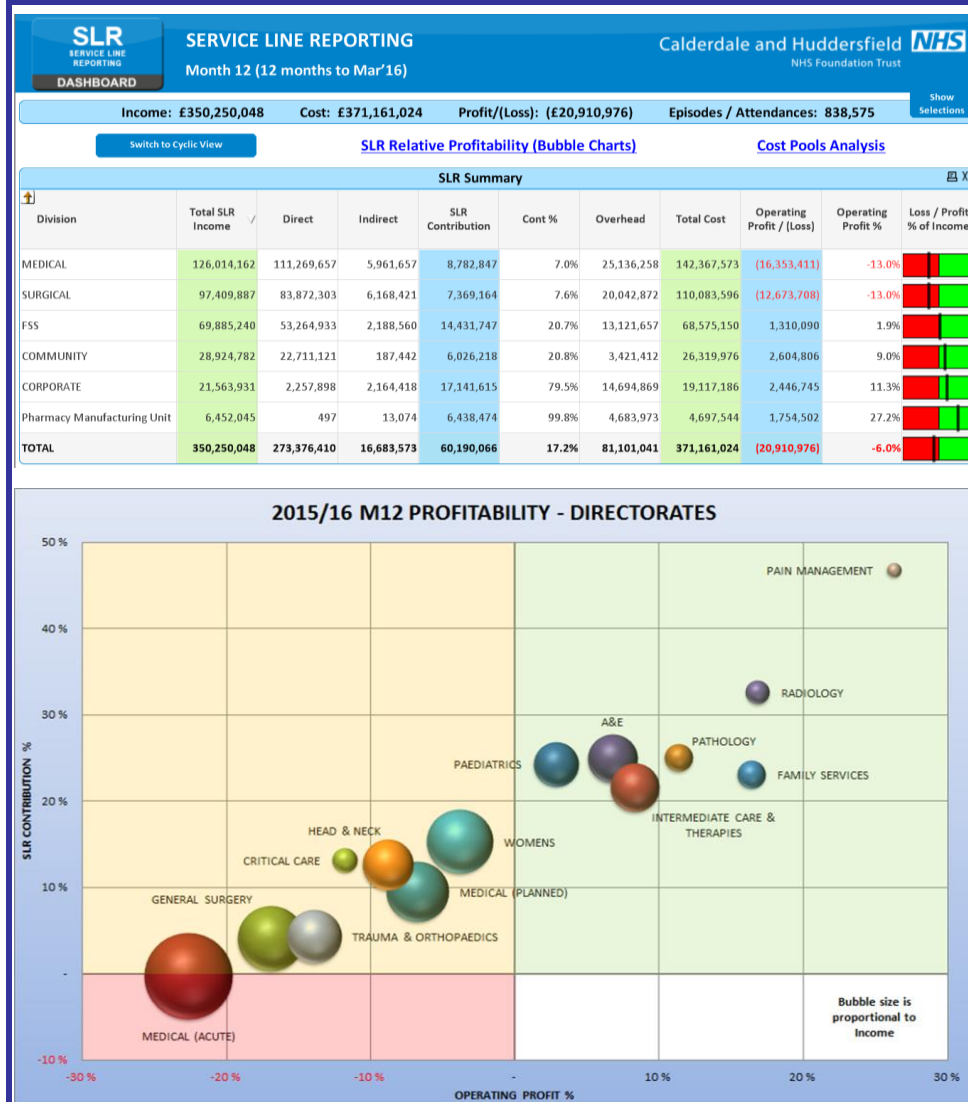 SLR
SERVICE LINE
REPORTING
DASHBOARD
SERVICE LINE REPORTING
Month 12 (12 months to Mar'16)
Calderdale and Huddersfield NHS
NHS Foundation Trust
Income: £350,250,048 Cost: £371,161,024 Profit/(Loss): (£20,910,976) Episodes / Attendances: 838,575
Show
Selections
Switch to Cyclic View SLR Relative Profitability (Bubble Charts) Cost Pools Analysis
SLR Summary
Division Total SLR Income Direct Indirect SLR Contribution Cont % Overhead Total Cost Operating Profit / (Loss) Operating Profit % Loss / Profit % of Income
MEDICAL 126,014,162 111,269,657 5,961,657 8,782,847 7.0% 25,136,258 142,367,573 (16,353,411) -13.0%
SURGICAL 97,409,887 83,872,303 6,168,421 7,369,164 7.6% 20,042,872 110,083,596 (12,673,708) -13.0%
FSS 69,885,240 53,264,933 2,188,560 14,431,747 20.7% 13,121,657 68,575,150 1,310,090 1.9%
COMMUNITY 28,924,782 22,711,121 187,442 6,026,218 20.8% 3,421,412 26,319,976 2,604,806 9.0%
CORPORATE 21,563,931 2,257,898 2,164,418 17,141,615 79.5% 14,694,869 19,117,186 2,446,745 11.3%
Pharmacy Manufacturing Unit 6,452,045 497 13,074 6,438,474 99.8% 4,683,973 4,697,544 1,754,502 27.2%
TOTAL 350,250,048 273,376,410 16,683,573 60,190,066 17.2% 81,101,041 371,161,024 (20,910,976) -6.0%
2015/16 M12 PROFITABILITY - DIRECTORATES
50 %
PAIN MANAGEMENT
40 %
30 %
RADIOLOGY
A&E
PATHOLOGY
PAEDIATRICS
FAMILY SERVICES
20 %
INTERMEDIATE CARE &
THERAPIES
HEAD & NECK
WOMENS
CRITICAL CARE
10 %
MEDICAL (PLANNED)
GENERAL SURGERY
TRAUMA & ORTHOPAEDICS
-
MEDICAL (ACUTE)
Bubble size is
proportional to
Income
-10 %
-30 % -20 % -10 % - 10 % 20 % 30 %
SLR CONTRIBUTION %
OPERATING PROFIT %